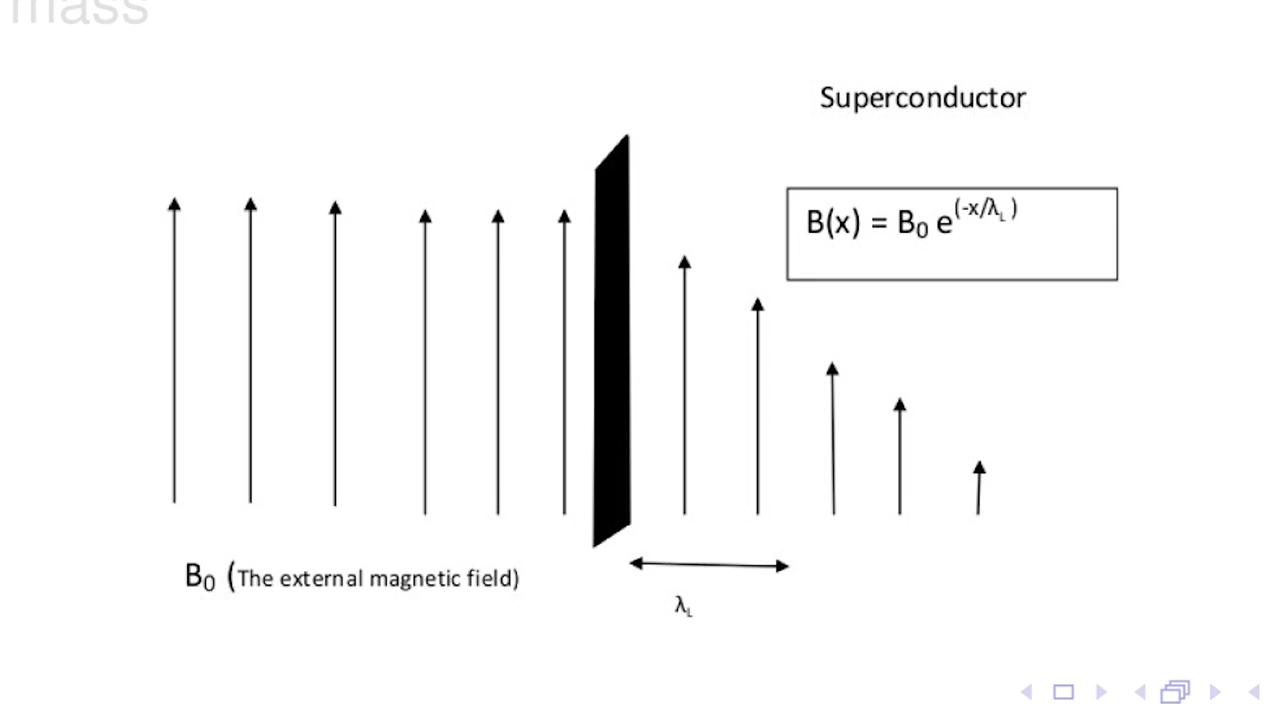 mass
Superconductor
B(x) = B₀ e^(-x/λ_L)
B₀ (The external magnetic field)
λ_L